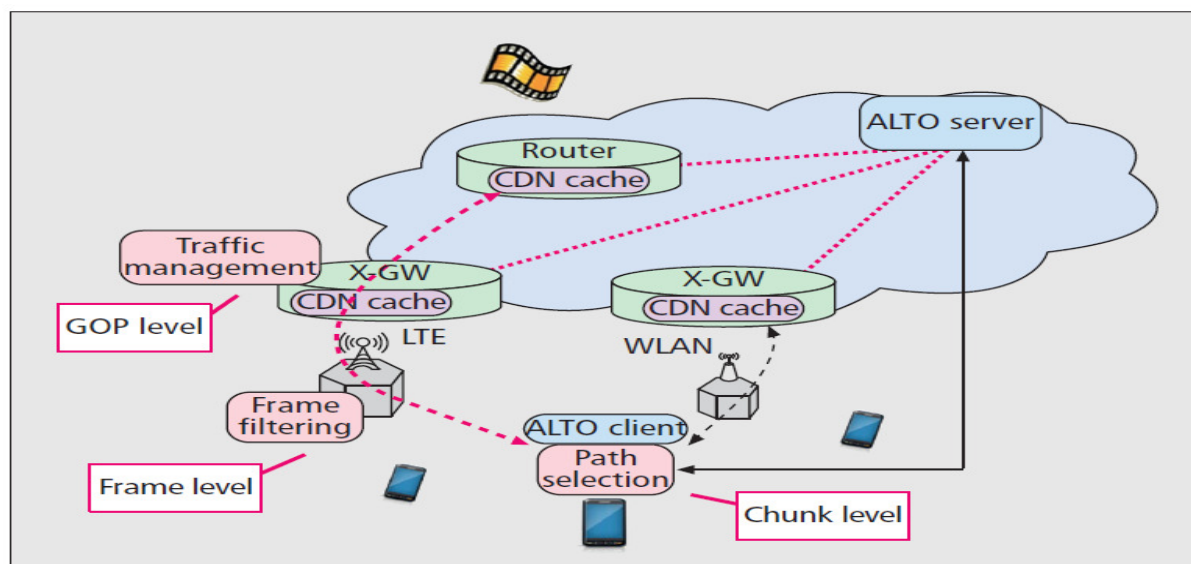 ALTO server
Router
CDN cache
Traffic
management
X-GW
CDN cache
X-GW
CDN cache
GOP level
LTE
WLAN
Frame
filtering
ALTO client
Path
selection
Frame level
Chunk level